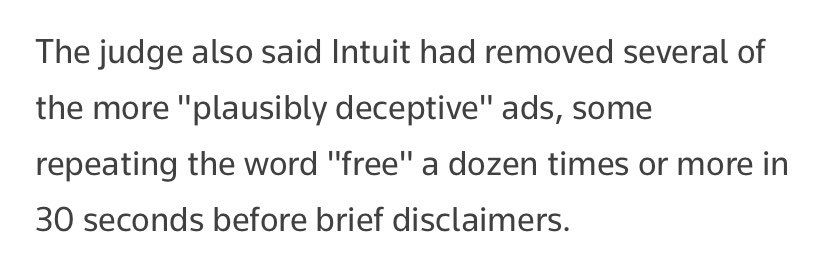 The judge also said Intuit had removed several of
the more "plausibly deceptive" ads, some
repeating the word "free" a dozen times or more in
30 seconds before brief disclaimers.